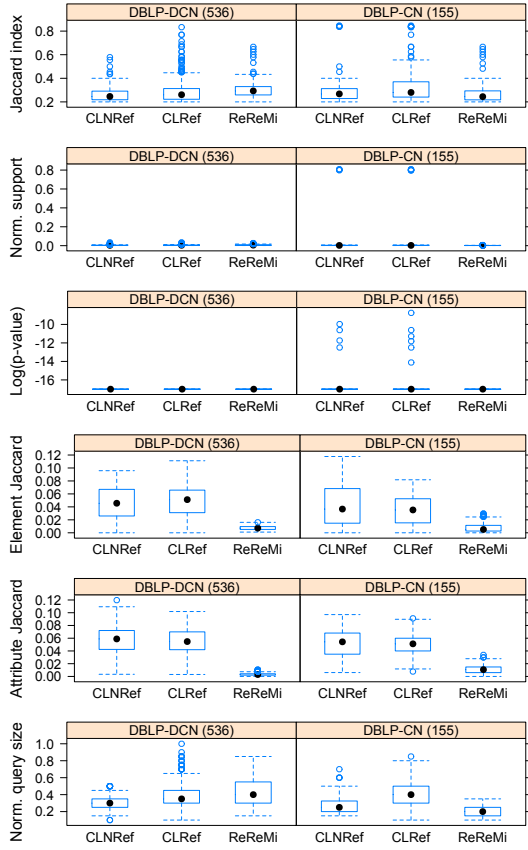 DBLP-DCN (536) DBLP-CN (155)
Jaccard index
0.8
0.6
0.4
0.2
CLNRef CLRef ReReMi CLNRef CLRef ReReMi
DBLP-DCN (536) DBLP-CN (155)
Norm. support
0.8
0.6
0.4
0.2
0.0
CLNRef CLRef ReReMi CLNRef CLRef ReReMi
DBLP-DCN (536) DBLP-CN (155)
Log(p-value)
-10
-12
-14
-16
CLNRef CLRef ReReMi CLNRef CLRef ReReMi
DBLP-DCN (536) DBLP-CN (155)
Element Jaccard
0.12
0.10
0.08
0.06
0.04
0.02
0.00
CLNRef CLRef ReReMi CLNRef CLRef ReReMi
DBLP-DCN (536) DBLP-CN (155)
Attribute Jaccard
0.12
0.10
0.08
0.06
0.04
0.02
0.00
CLNRef CLRef ReReMi CLNRef CLRef ReReMi
DBLP-DCN (536) DBLP-CN (155)
Norm. query size
1.0
0.8
0.6
0.4
0.2
CLNRef CLRef ReReMi CLNRef CLRef ReReMi